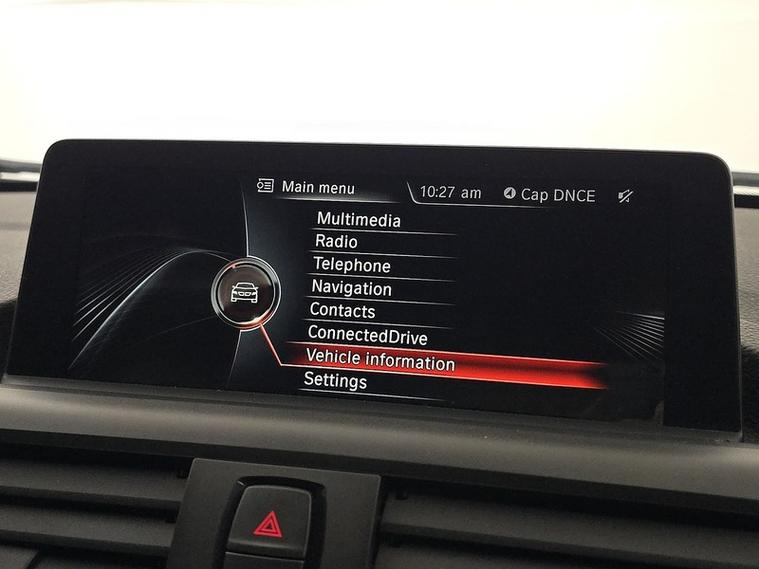 Main menu
10:27 am
Cap DNCE
Multimedia
Radio
Telephone
Navigation
Contacts
ConnectedDrive
Vehicle information
Settings